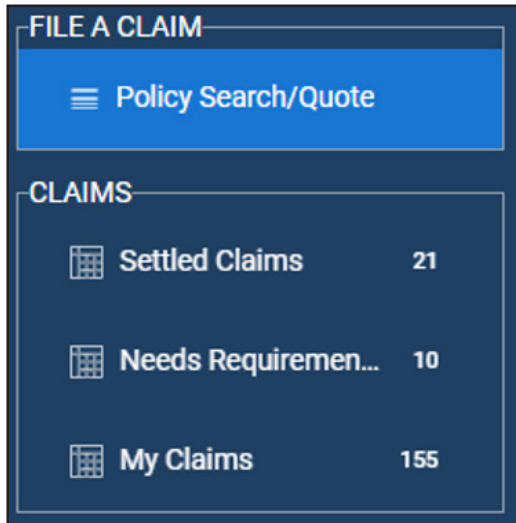 FILE A CLAIM
Policy Search/Quote
CLAIMS
Settled Claims 21
Needs Requiremen... 10
My Claims 155